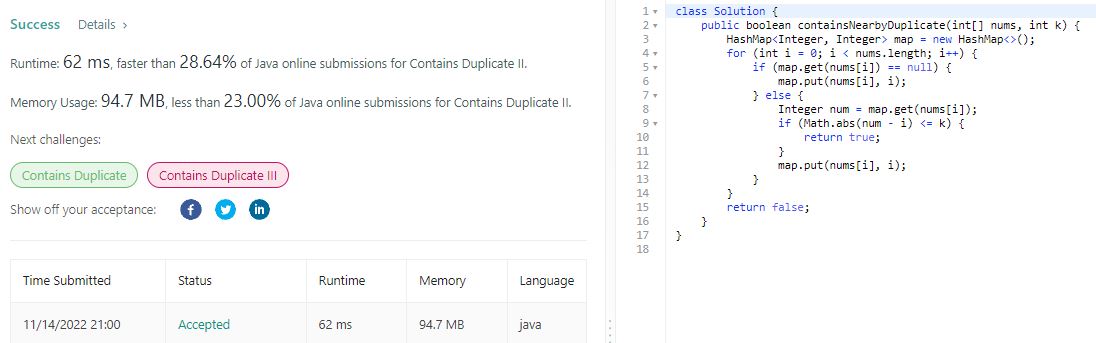 Success Details >
Runtime: 62 ms, faster than 28.64% of Java online submissions for Contains Duplicate II.
Memory Usage: 94.7 MB, less than 23.00% of Java online submissions for Contains Duplicate II.
Next challenges:
Contains Duplicate Contains Duplicate III
Show off your acceptance:
Time Submitted Status Runtime Memory Language
11/14/2022 21:00 Accepted 62 ms 94.7 MB java
1 class Solution {
2 public boolean containsNearbyDuplicate(int[] nums, int k) {
3 HashMap<Integer, Integer> map = new HashMap<>();
4 for (int i = 0; i < nums.length; i++) {
5 if (map.get(nums[i]) == null) {
6 map.put(nums[i], i);
7 } else {
8 Integer num = map.get(nums[i]);
9 if (Math.abs(num - i) <= k) {
10 return true;
11 }
12 map.put(nums[i], i);
13 }
14 }
15 return false;
16 }
17 }
18